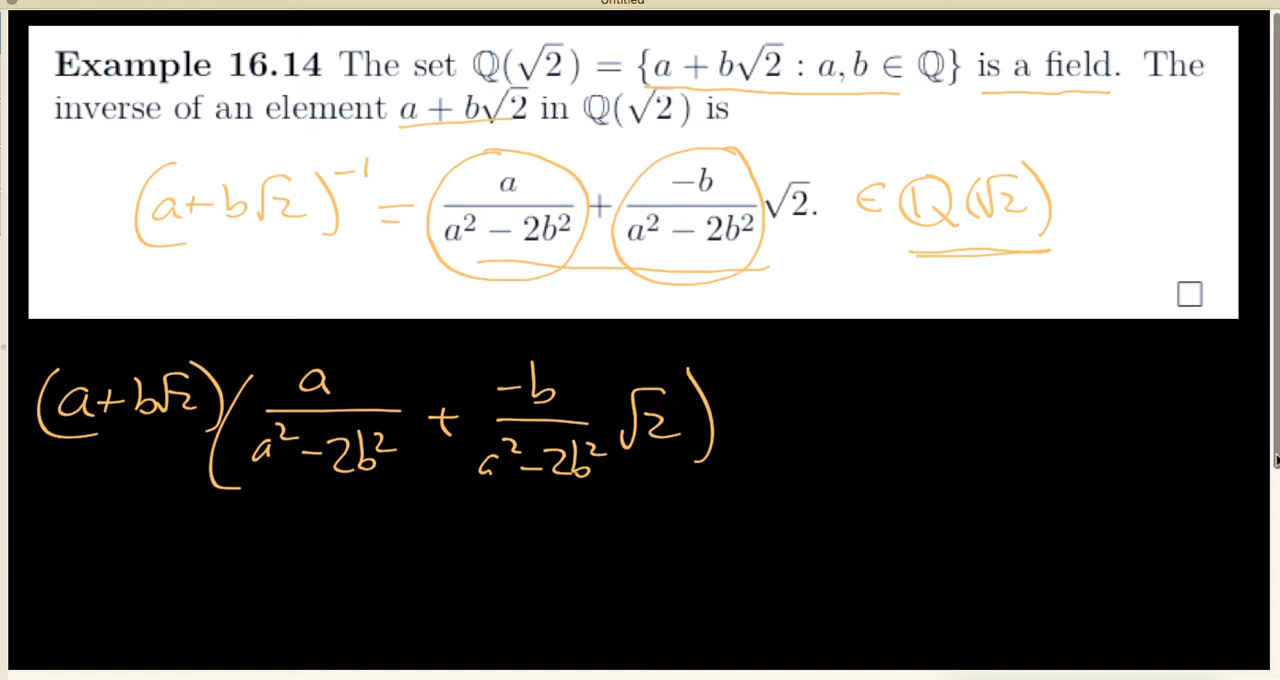 Untitled
Example 16.14 The set ℚ(√2) = {a + b√2 : a, b ∈ ℚ} is a field. The
inverse of an element a + b√2 in ℚ(√2) is
(a+b√2)⁻¹ = a/(a² − 2b²) + −b/(a² − 2b²) √2. ∈ ℚ(√2)
□
(a+b√2)(a/(a²−2b²) + −b/(a²−2b²) √2)